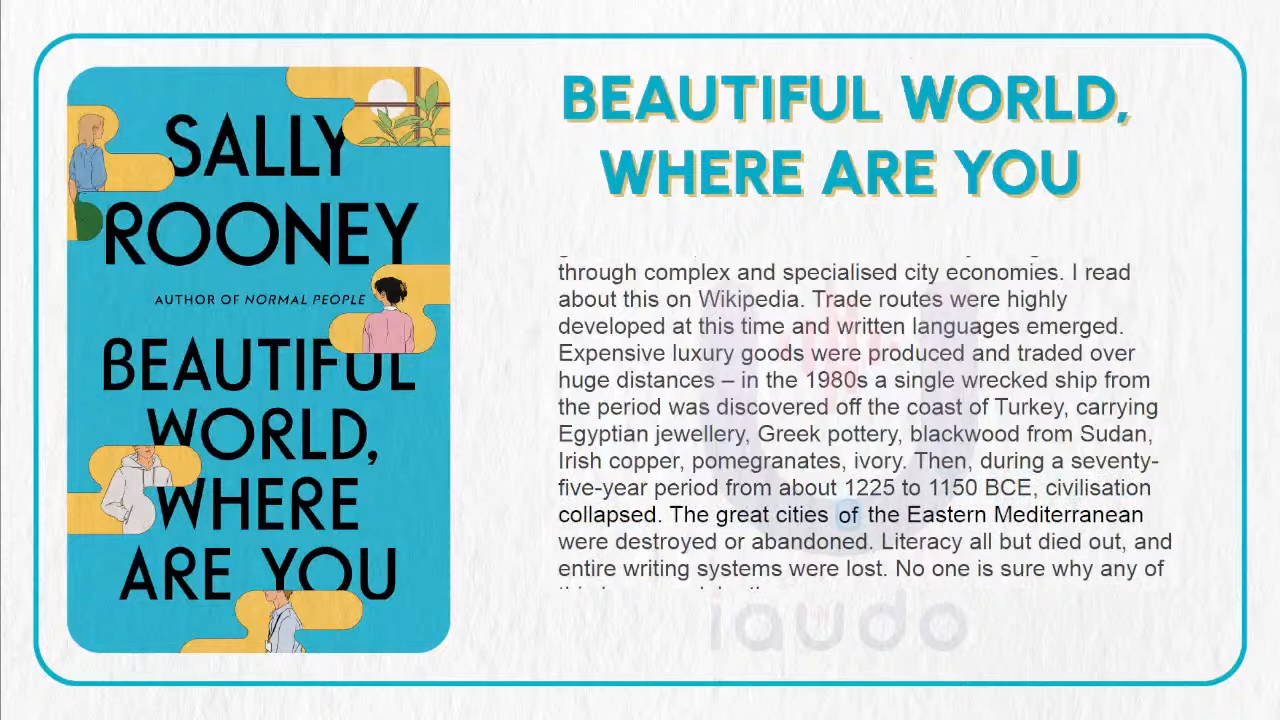 SALLY
ROONEY
AUTHOR OF NORMAL PEOPLE
BEAUTIFUL
WORLD,
WHERE
ARE YOU
BEAUTIFUL WORLD,
WHERE ARE YOU
through complex and specialised city economies. I read
about this on Wikipedia. Trade routes were highly
developed at this time and written languages emerged.
Expensive luxury goods were produced and traded over
huge distances – in the 1980s a single wrecked ship from
the period was discovered off the coast of Turkey, carrying
Egyptian jewellery, Greek pottery, blackwood from Sudan,
Irish copper, pomegranates, ivory. Then, during a seventy-
five-year period from about 1225 to 1150 BCE, civilisation
collapsed. The great cities of the Eastern Mediterranean
were destroyed or abandoned. Literacy all but died out, and
entire writing systems were lost. No one is sure why any of
iaudo